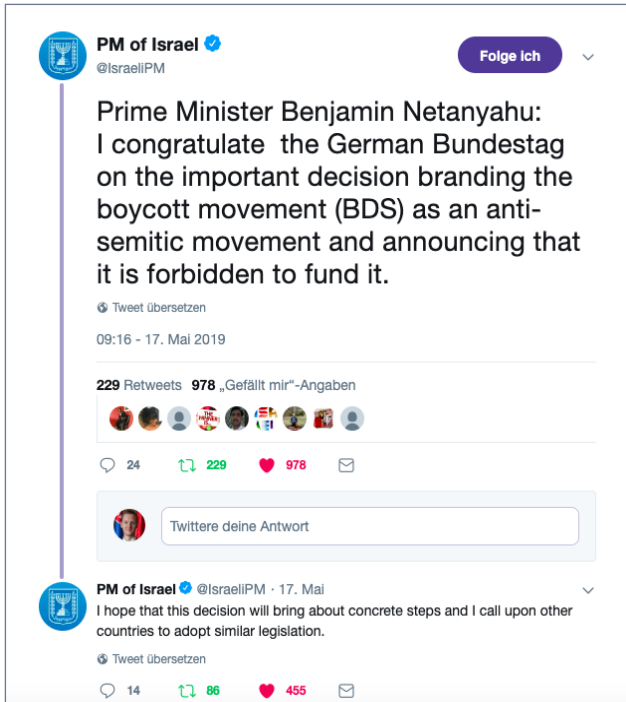 PM of Israel
Folge ich
@IsraeliPM
Prime Minister Benjamin Netanyahu:
I congratulate  the German Bundestag
on the important decision branding the
boycott movement (BDS) as an anti-
semitic movement and announcing that
it is forbidden to fund it.
Tweet übersetzen
09:16 - 17. Mai 2019
229 Retweets 978 „Gefällt mir“-Angaben
24 229 978
Twittere deine Antwort
PM of Israel @IsraeliPM · 17. Mai
I hope that this decision will bring about concrete steps and I call upon other
countries to adopt similar legislation.
Tweet übersetzen
14 86 455